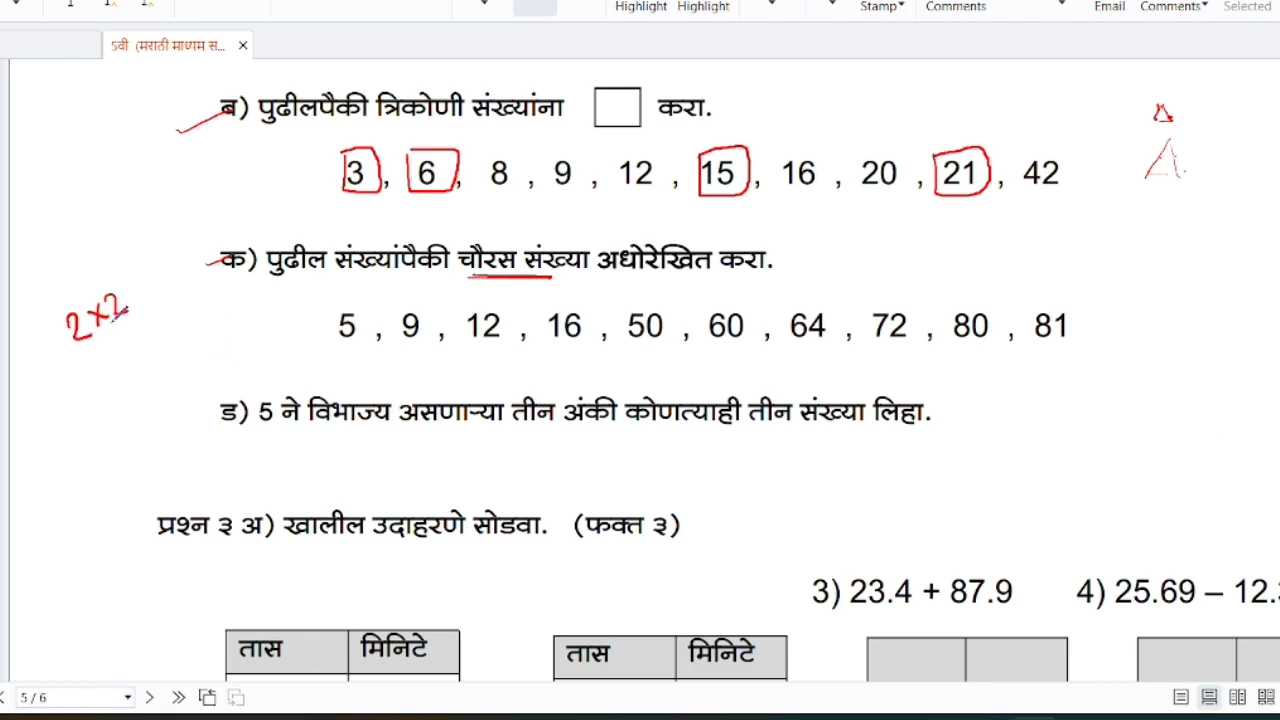 Highlight Highlight Stamp Comments Email Comments Selected
5वी (मराठी माध्यम स...
ब) पुढीलपैकी त्रिकोणी संख्यांना करा.
3 , 6 , 8 , 9 , 12 , 15 , 16 , 20 , 21 , 42
क) पुढील संख्यांपैकी चौरस संख्या अधोरेखित करा.
2×2
5 , 9 , 12 , 16 , 50 , 60 , 64 , 72 , 80 , 81
ड) 5 ने विभाज्य असणाऱ्या तीन अंकी कोणत्याही तीन संख्या लिहा.
प्रश्न ३ अ) खालील उदाहरणे सोडवा. (फक्त ३)
3) 23.4 + 87.9 4) 25.69 – 12.
तास मिनिटे तास मिनिटे
5 / 6